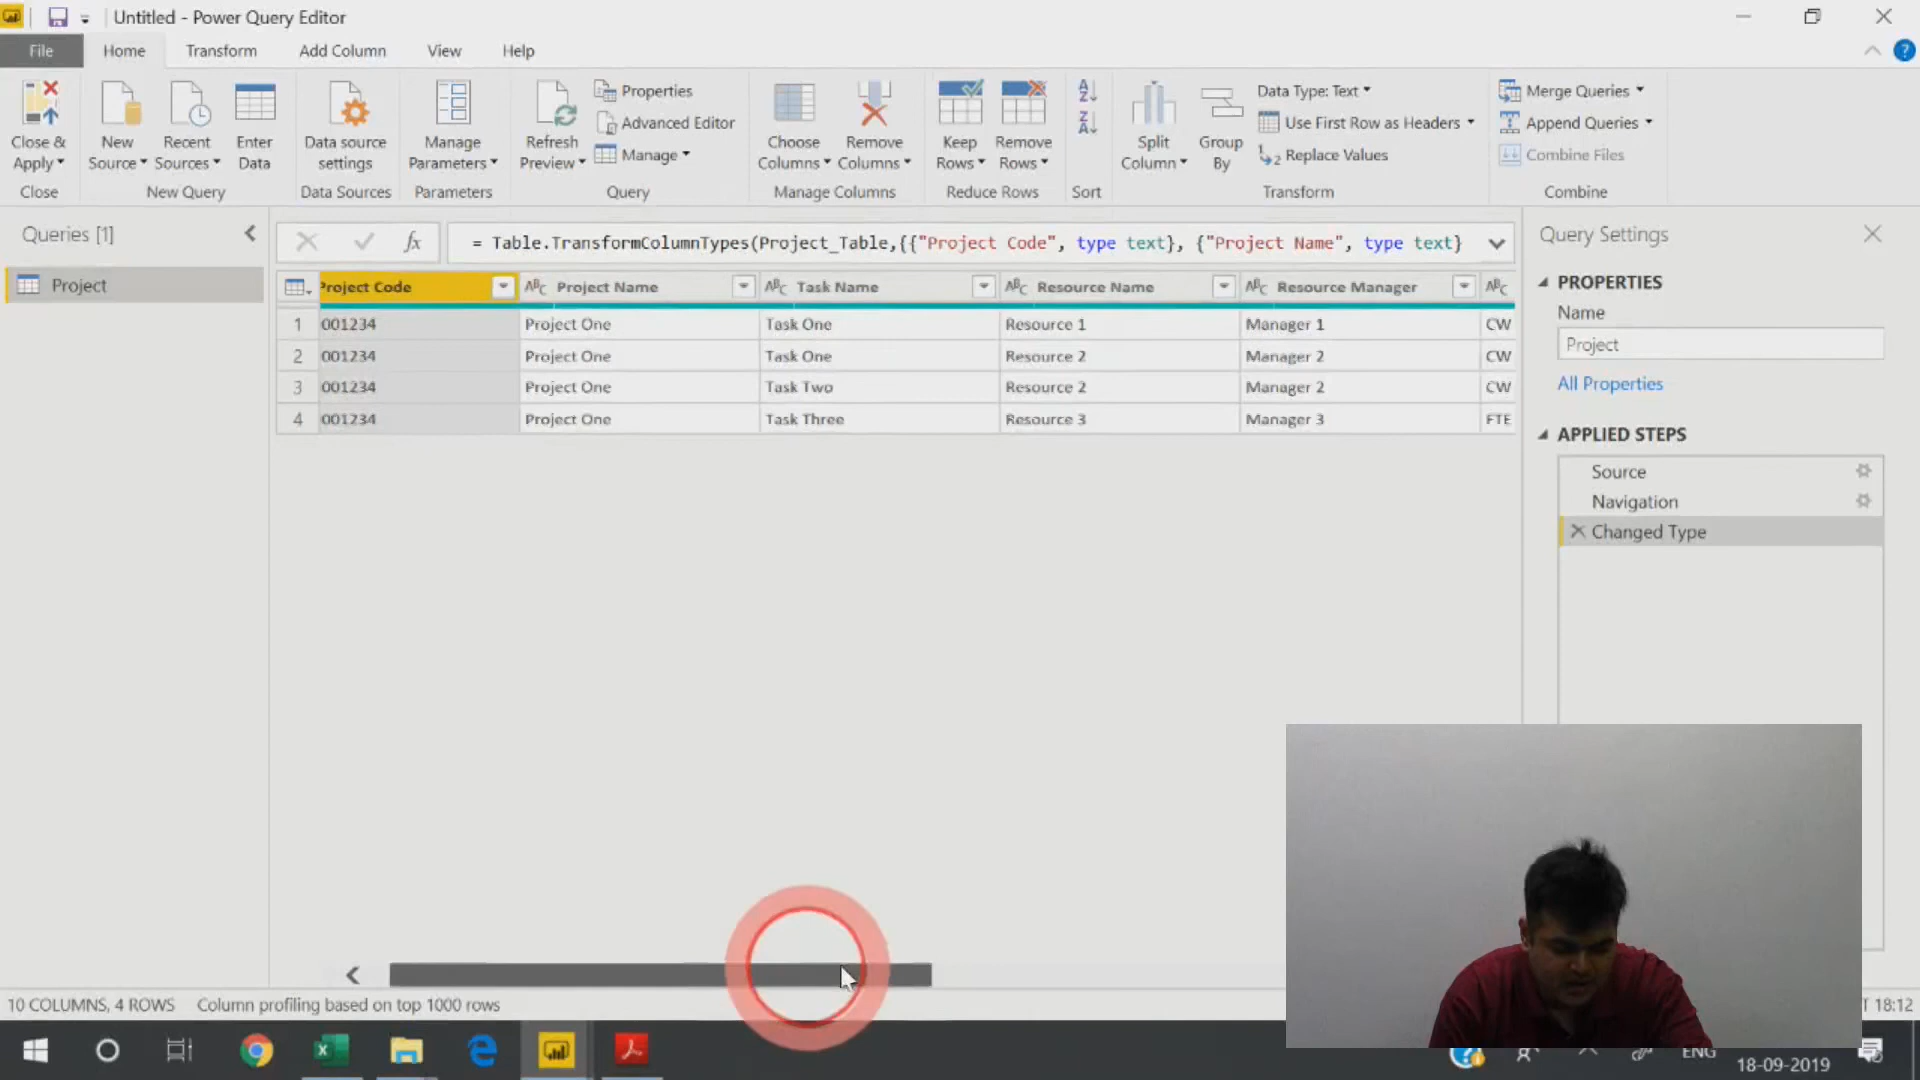 Untitled - Power Query Editor
File Home Transform Add Column View Help
Close & Apply
New Source
Recent Sources
Enter Data
Data source settings
Manage Parameters
Refresh Preview
Properties
Advanced Editor
Manage
Choose Columns
Remove Columns
Keep Rows
Remove Rows
Split Column
Group By
Data Type: Text
Use First Row as Headers
Replace Values
Merge Queries
Append Queries
Combine Files
Close New Query Data Sources Parameters Query Manage Columns Reduce Rows Sort Transform Combine
Queries [1]
Project
fx = Table.TransformColumnTypes(Project_Table,{{"Project Code", type text}, {"Project Name", type text}
Project Code ABC Project Name ABC Task Name ABC Resource Name ABC Resource Manager ABC
1 001234 Project One Task One Resource 1 Manager 1 CW
2 001234 Project One Task One Resource 2 Manager 2 CW
3 001234 Project One Task Two Resource 2 Manager 2 CW
4 001234 Project One Task Three Resource 3 Manager 3 FTE
Query Settings
PROPERTIES
Name
Project
All Properties
APPLIED STEPS
Source
Navigation
Changed Type
10 COLUMNS, 4 ROWS Column profiling based on top 1000 rows
T 18:12
ENG
18-09-2019